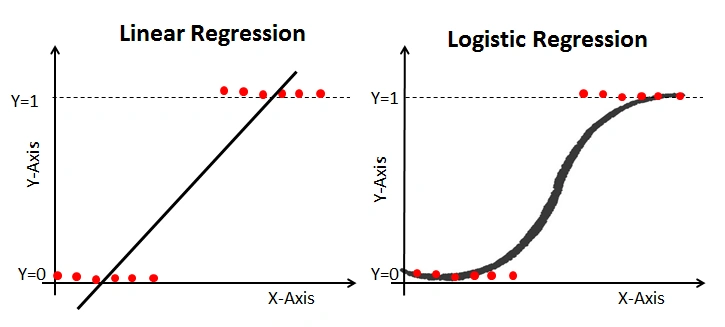 Linear Regression
Y=1
Y-Axis
Y=0
X-Axis
Logistic Regression
Y=1
Y-Axis
Y=0
X-Axis